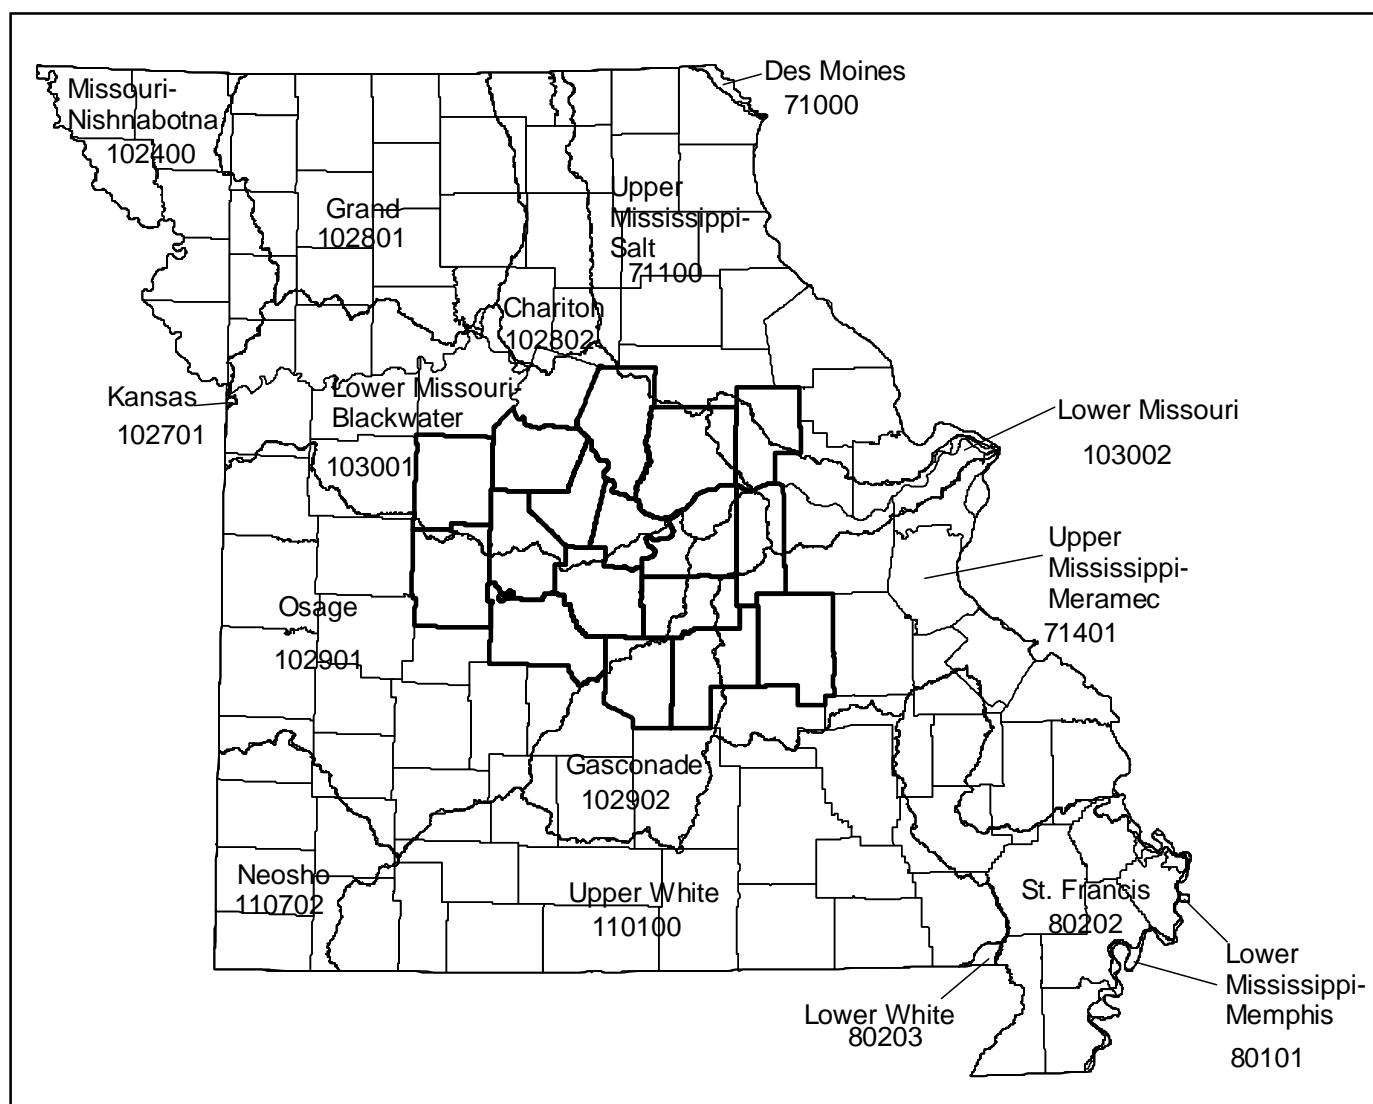 Des Moines
71000
Missouri-
Nishnabotna
102400
Upper
Mississippi-
Salt
71100
Grand
102801
Chariton
102802
Kansas
102701
Lower Missouri-
Blackwater
103001
Lower Missouri
103002
Upper
Mississippi-
Meramec
71401
Osage
102901
Gasconade
102902
Neosho
110702
Upper White
110100
St. Francis
80202
Lower White
80203
Lower
Mississippi-
Memphis
80101